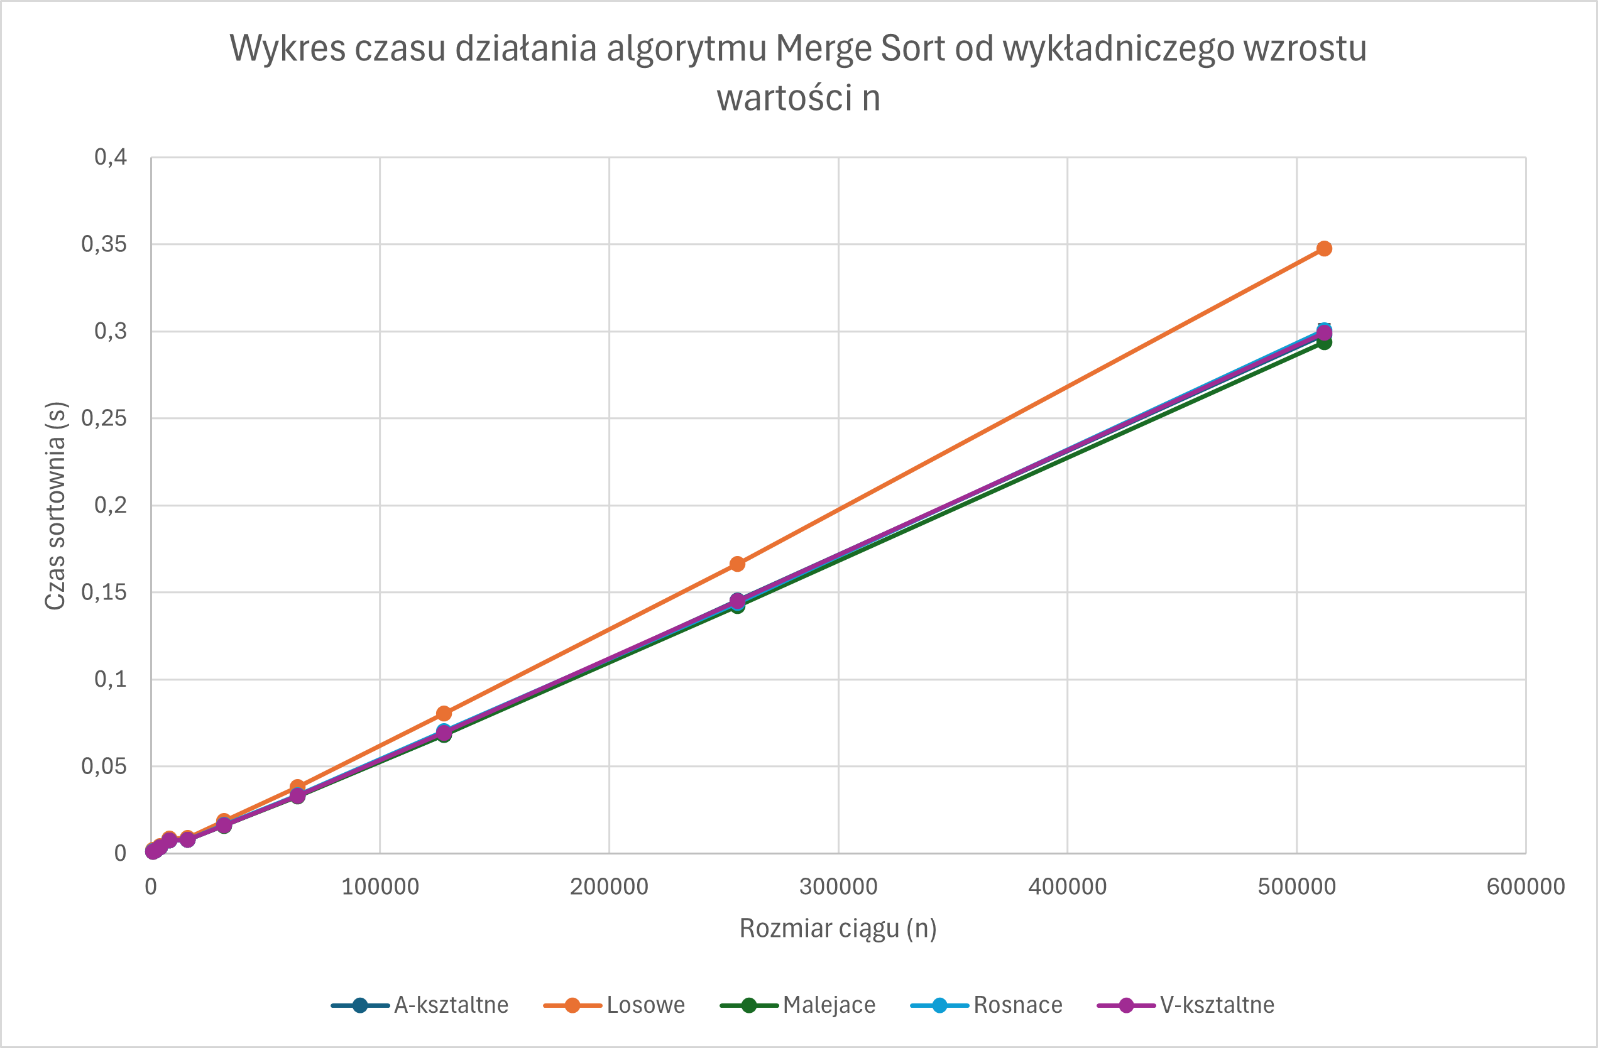 Wykres czasu działania algorytmu Merge Sort od wykładniczego wzrostu
wartości n
0,4
0,35
0,3
0,25
0,2
0,15
0,1
0,05
0
Czas sortownia (s)
0 100000 200000 300000 400000 500000 600000
Rozmiar ciągu (n)
A-ksztaltne Losowe Malejace Rosnace V-ksztaltne